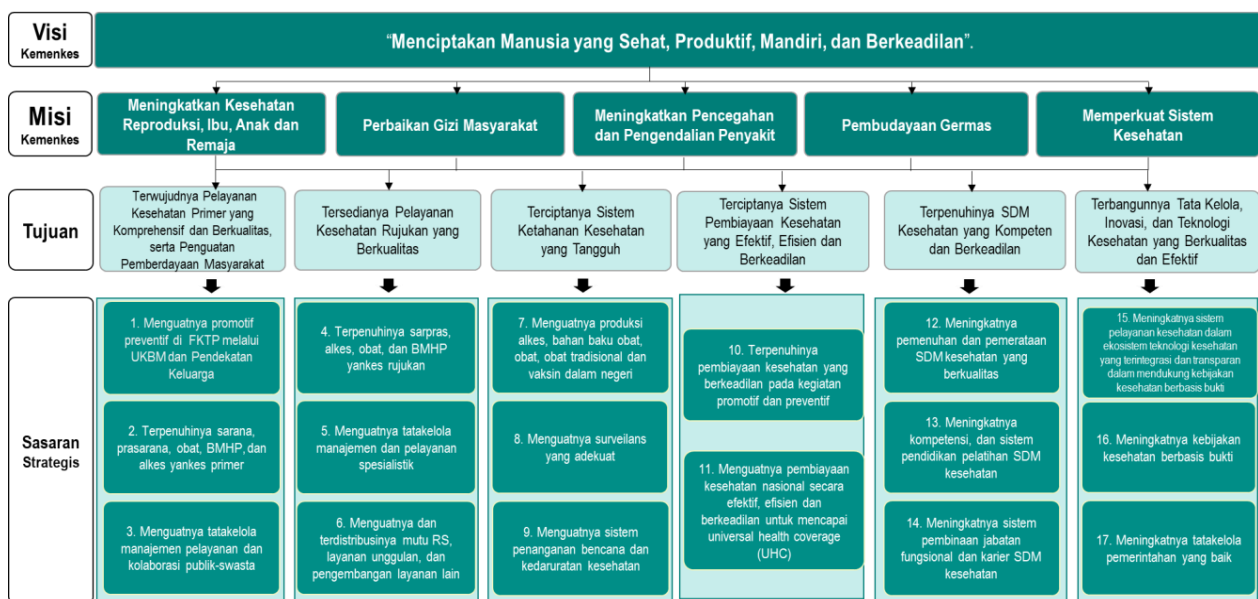 Visi
Kemenkes
“Menciptakan Manusia yang Sehat, Produktif, Mandiri, dan Berkeadilan”.
Misi
Kemenkes
Meningkatkan Kesehatan
Reproduksi, Ibu, Anak dan
Remaja
Perbaikan Gizi Masyarakat
Meningkatkan Pencegahan
dan Pengendalian Penyakit
Pembudayaan Germas
Memperkuat Sistem
Kesehatan
Tujuan
Terwujudnya Pelayanan
Kesehatan Primer yang
Komprehensif dan Berkualitas,
serta Penguatan
Pemberdayaan Masyarakat
Tersedianya Pelayanan
Kesehatan Rujukan yang
Berkualitas
Terciptanya Sistem
Ketahanan Kesehatan
yang Tangguh
Terciptanya Sistem
Pembiayaan Kesehatan
yang Efektif, Efisien dan
Berkeadilan
Terpenuhinya SDM
Kesehatan yang Kompeten
dan Berkeadilan
Terbangunnya Tata Kelola,
Inovasi, dan Teknologi
Kesehatan yang Berkualitas
dan Efektif
Sasaran
Strategis
1. Menguatnya promotif
preventif di FKTP melalui
UKBM dan Pendekatan
Keluarga
2. Terpenuhinya sarana,
prasarana, obat, BMHP, dan
alkes yankes primer
3. Menguatnya tatakelola
manajemen pelayanan dan
kolaborasi publik-swasta
4. Terpenuhinya sarpras,
alkes, obat, dan BMHP
yankes rujukan
5. Menguatnya tatakelola
manajemen dan pelayanan
spesialistik
6. Menguatnya dan
terdistribusinya mutu RS,
layanan unggulan, dan
pengembangan layanan lain
7. Menguatnya produksi
alkes, bahan baku obat,
obat, obat tradisional dan
vaksin dalam negeri
8. Menguatnya surveilans
yang adekuat
9. Menguatnya sistem
penanganan bencana dan
kedaruratan kesehatan
10. Terpenuhinya
pembiayaan kesehatan yang
berkeadilan pada kegiatan
promotif dan preventif
11. Menguatnya pembiayaan
kesehatan nasional secara
efektif, efisien dan
berkeadilan untuk mencapai
universal health coverage
(UHC)
12. Meningkatnya
pemenuhan dan pemerataan
SDM kesehatan yang
berkualitas
13. Meningkatnya
kompetensi, dan sistem
pendidikan pelatihan SDM
kesehatan
14. Meningkatnya sistem
pembinaan jabatan
fungsional dan karier SDM
kesehatan
15. Meningkatnya sistem
pelayanan kesehatan dalam
ekosistem teknologi kesehatan
yang terintegrasi dan transparan
dalam mendukung kebijakan
kesehatan berbasis bukti
16. Meningkatnya kebijakan
kesehatan berbasis bukti
17. Meningkatnya tatakelola
pemerintahan yang baik